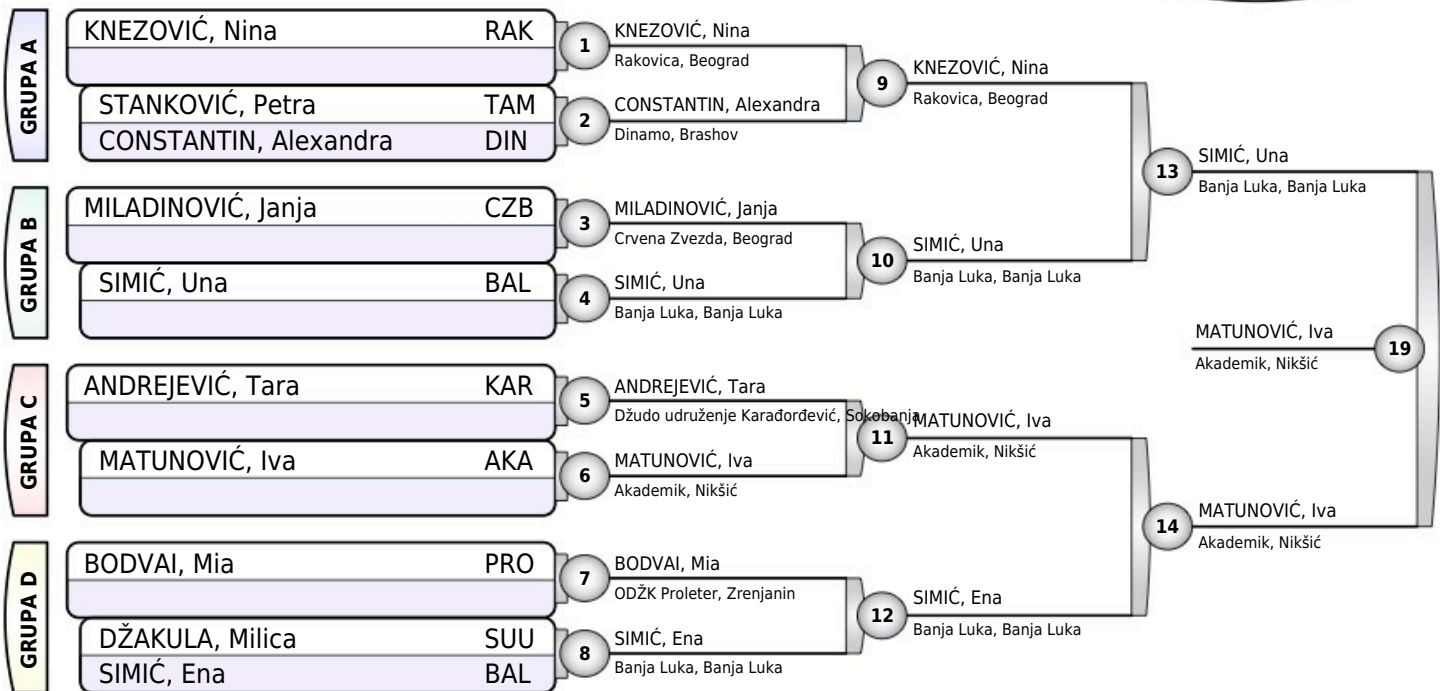 GRUPA A
KNEZOVIĆ, Nina RAK
STANKOVIĆ, Petra TAM
CONSTANTIN, Alexandra DIN
1
KNEZOVIĆ, Nina
Rakovica, Beograd
2
CONSTANTIN, Alexandra
Dinamo, Brashov
9
KNEZOVIĆ, Nina
Rakovica, Beograd
GRUPA B
MILADINOVIĆ, Janja CZB
SIMIĆ, Una BAL
3
MILADINOVIĆ, Janja
Crvena Zvezda, Beograd
4
SIMIĆ, Una
Banja Luka, Banja Luka
10
SIMIĆ, Una
Banja Luka, Banja Luka
13
SIMIĆ, Una
Banja Luka, Banja Luka
GRUPA C
ANDREJEVIĆ, Tara KAR
MATUNOVIĆ, Iva AKA
5
ANDREJEVIĆ, Tara
Džudo udruženje Karađorđević, Sokobanja
6
MATUNOVIĆ, Iva
Akademik, Nikšić
11
MATUNOVIĆ, Iva
Akademik, Nikšić
GRUPA D
BODVAI, Mia PRO
DŽAKULA, Milica SUU
SIMIĆ, Ena BAL
7
BODVAI, Mia
ODŽK Proleter, Zrenjanin
8
SIMIĆ, Ena
Banja Luka, Banja Luka
12
SIMIĆ, Ena
Banja Luka, Banja Luka
14
MATUNOVIĆ, Iva
Akademik, Nikšić
MATUNOVIĆ, Iva
Akademik, Nikšić
19